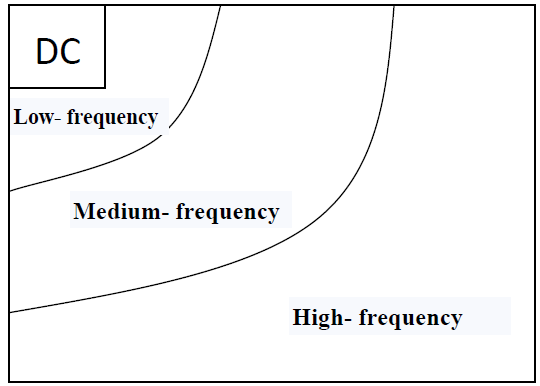 DC
Low- frequency
Medium- frequency
High- frequency